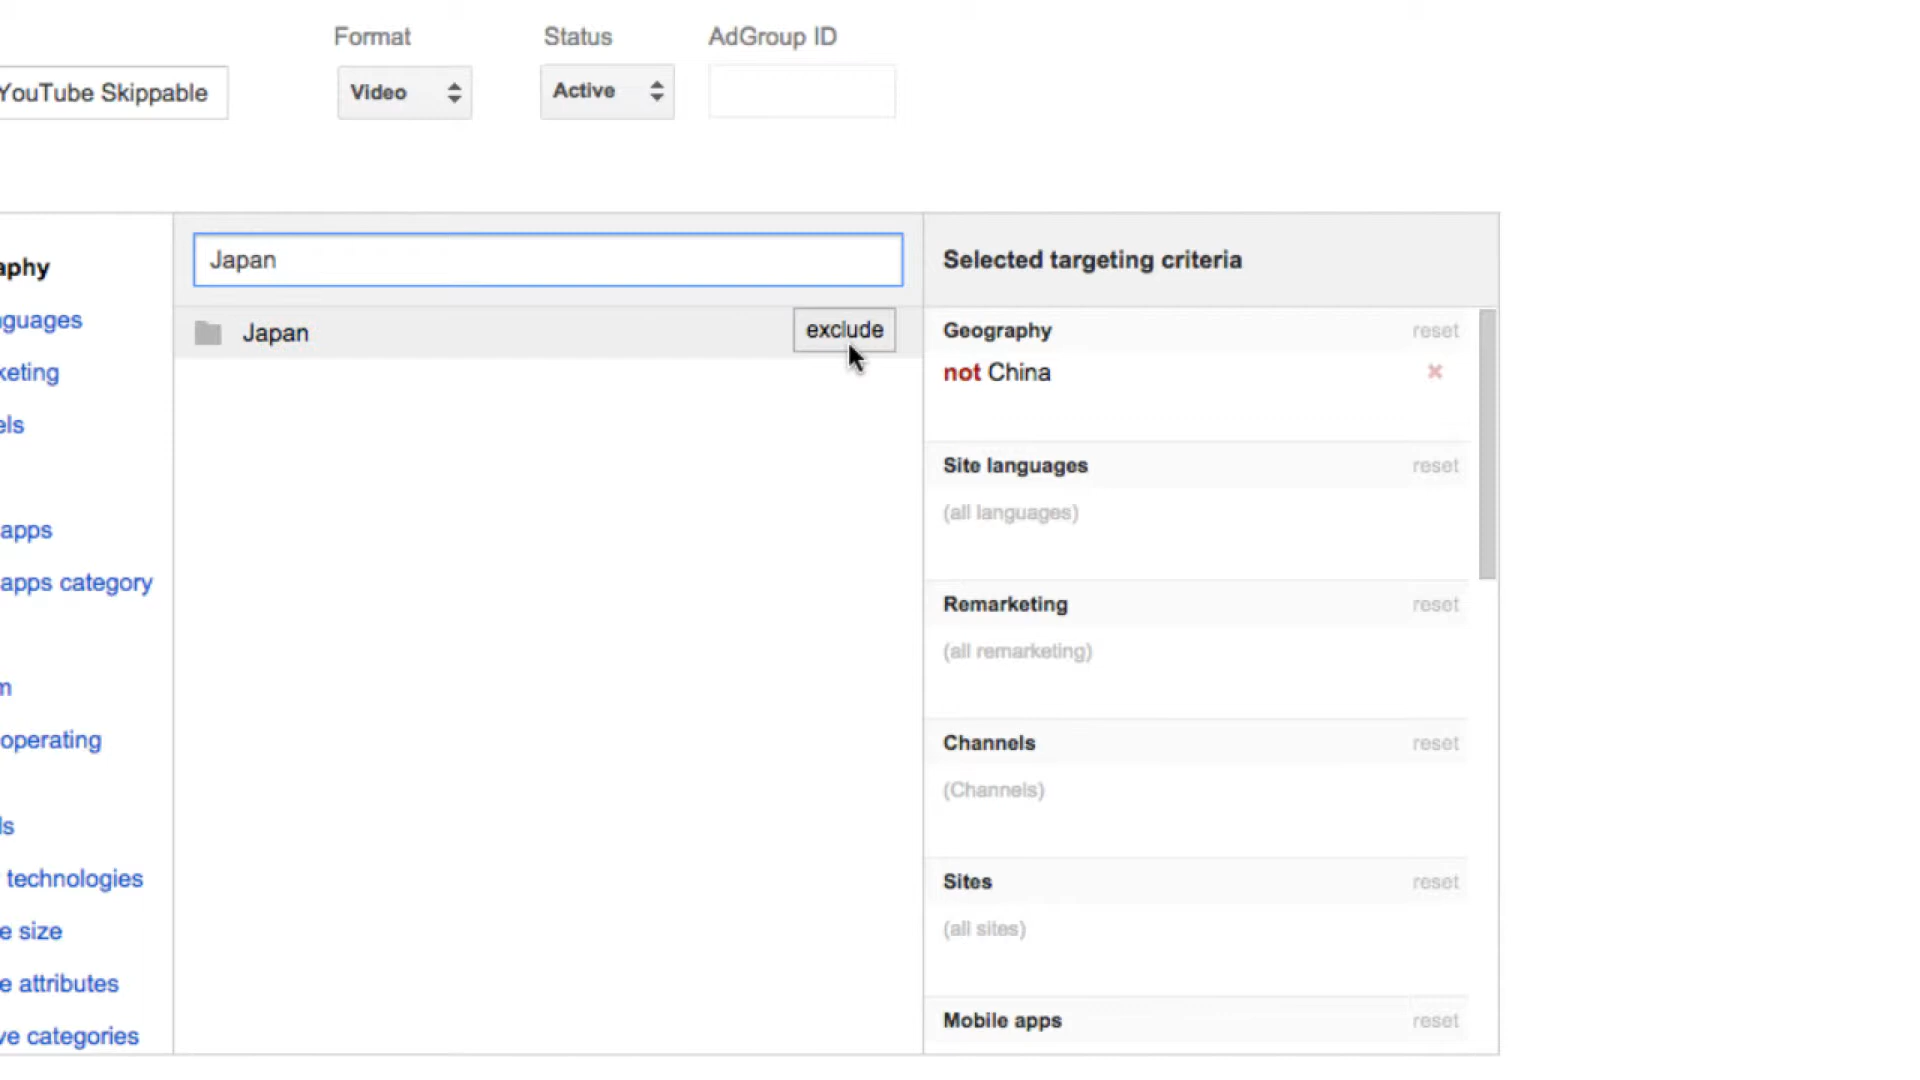 Format
Status
AdGroup ID
YouTube Skippable
Video
Active
aphy
nguages
keting
els
apps
apps category
m
operating
ls
technologies
e size
e attributes
ve categories
Japan
Japan
exclude
Selected targeting criteria
Geography reset
not China
Site languages reset
(all languages)
Remarketing reset
(all remarketing)
Channels reset
(Channels)
Sites reset
(all sites)
Mobile apps reset